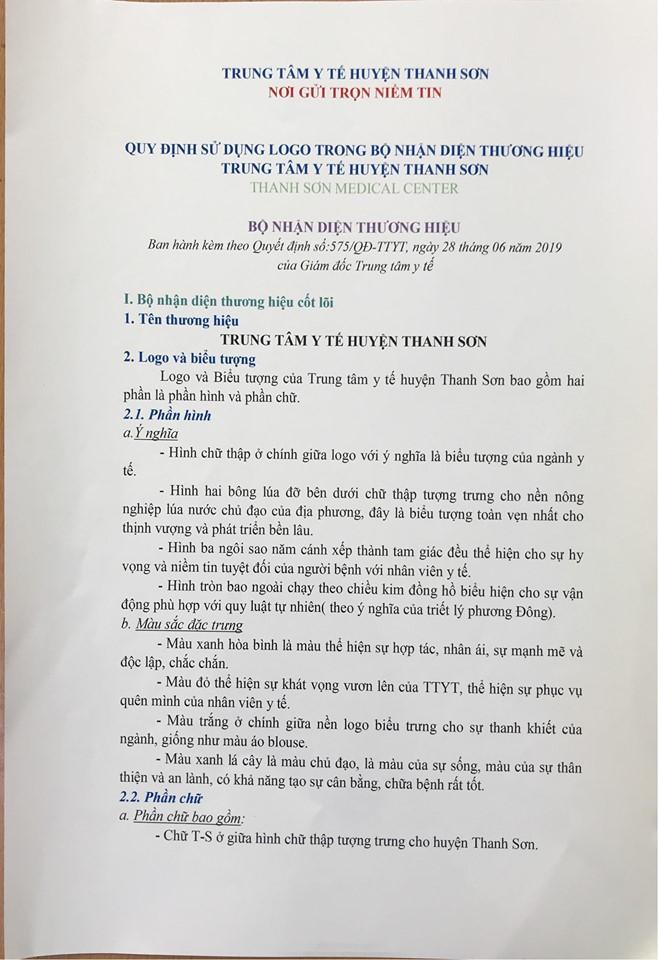 TRUNG TÂM Y TẾ HUYỆN THANH SƠN
NƠI GỬI TRỌN NIỀM TIN
QUY ĐỊNH SỬ DỤNG LOGO TRONG BỘ NHẬN DIỆN THƯƠNG HIỆU
TRUNG TÂM Y TẾ HUYỆN THANH SƠN
THANH SƠN MEDICAL CENTER
BỘ NHẬN DIỆN THƯƠNG HIỆU
Ban hành kèm theo Quyết định số:575/QĐ-TTYT, ngày 28 tháng 06 năm 2019
của Giám đốc Trung tâm y tế
I. Bộ nhận diện thương hiệu cốt lõi
1. Tên thương hiệu
TRUNG TÂM Y TẾ HUYỆN THANH SƠN
2. Logo và biểu tượng
Logo và Biểu tượng của Trung tâm y tế huyện Thanh Sơn bao gồm hai
phần là phần hình và phần chữ.
2.1. Phần hình
a.Ý nghĩa
- Hình chữ thập ở chính giữa logo với ý nghĩa là biểu tượng của ngành y
tế.
- Hình hai bông lúa đỡ bên dưới chữ thập tượng trưng cho nền nông
nghiệp lúa nước chủ đạo của địa phương, đây là biểu tượng toàn vẹn nhất cho
thịnh vượng và phát triển bền lâu.
- Hình ba ngôi sao năm cánh xếp thành tam giác đều thể hiện cho sự hy
vọng và niềm tin tuyệt đối của người bệnh với nhân viên y tế.
- Hình tròn bao ngoài chạy theo chiều kim đồng hồ biểu hiện cho sự vận
động phù hợp với quy luật tự nhiên( theo ý nghĩa của triết lý phương Đông).
b. Màu sắc đặc trưng
- Màu xanh hòa bình là màu thể hiện sự hợp tác, nhân ái, sự mạnh mẽ và
độc lập, chắc chắn.
- Màu đỏ thể hiện sự khát vọng vươn lên của TTYT, thể hiện sự phục vụ
quên mình của nhân viên y tế.
- Màu trắng ở chính giữa nền logo biểu trưng cho sự thanh khiết của
ngành, giống như màu áo blouse.
- Màu xanh lá cây là màu chủ đạo, là màu của sự sống, màu của sự thân
thiện và an lành, có khả năng tạo sự cân bằng, chữa bệnh rất tốt.
2.2. Phần chữ
a. Phần chữ bao gồm:
- Chữ T-S ở giữa hình chữ thập tượng trưng cho huyện Thanh Sơn.